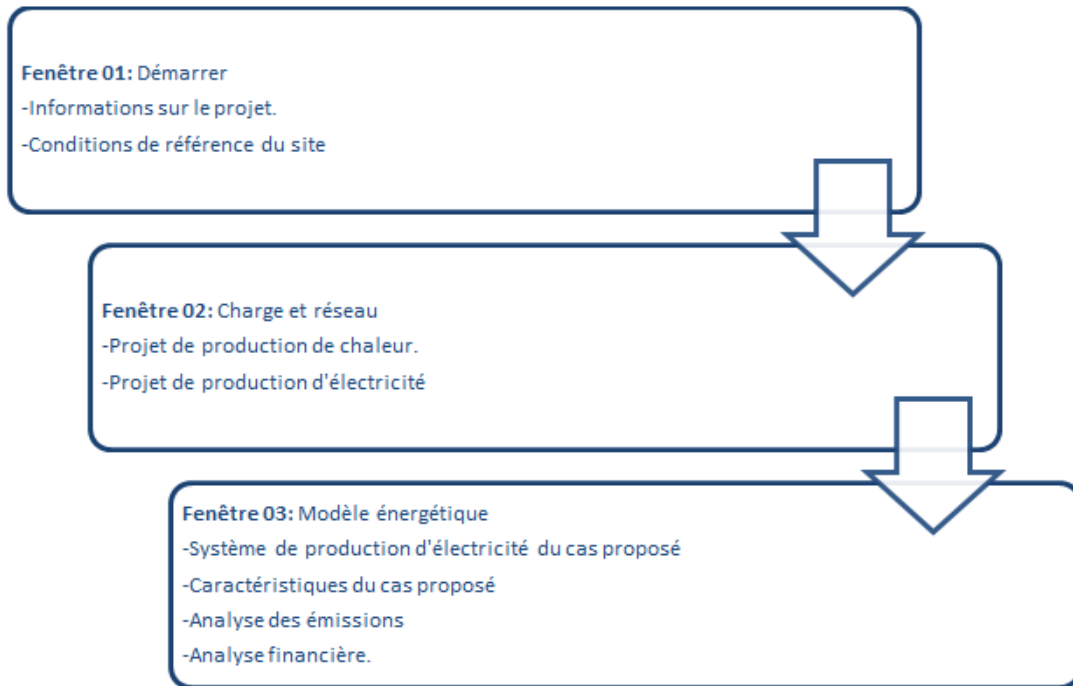 Fenêtre 01: Démarrer
-Informations sur le projet.
-Conditions de référence du site
Fenêtre 02: Charge et réseau
-Projet de production de chaleur.
-Projet de production d'électricité
Fenêtre 03: Modèle énergétique
-Système de production d'électricité du cas proposé
-Caractéristiques du cas proposé
-Analyse des émissions
-Analyse financière.